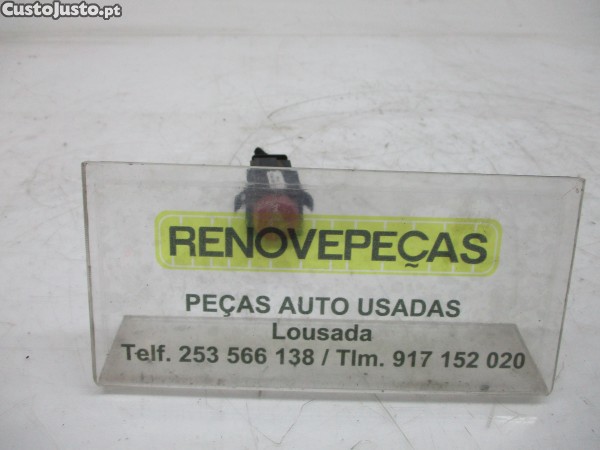 CustoJusto.pt
RENOVEPEÇAS
PEÇAS AUTO USADAS
Lousada
Telf. 253 566 138 / Tlm. 917 152 020